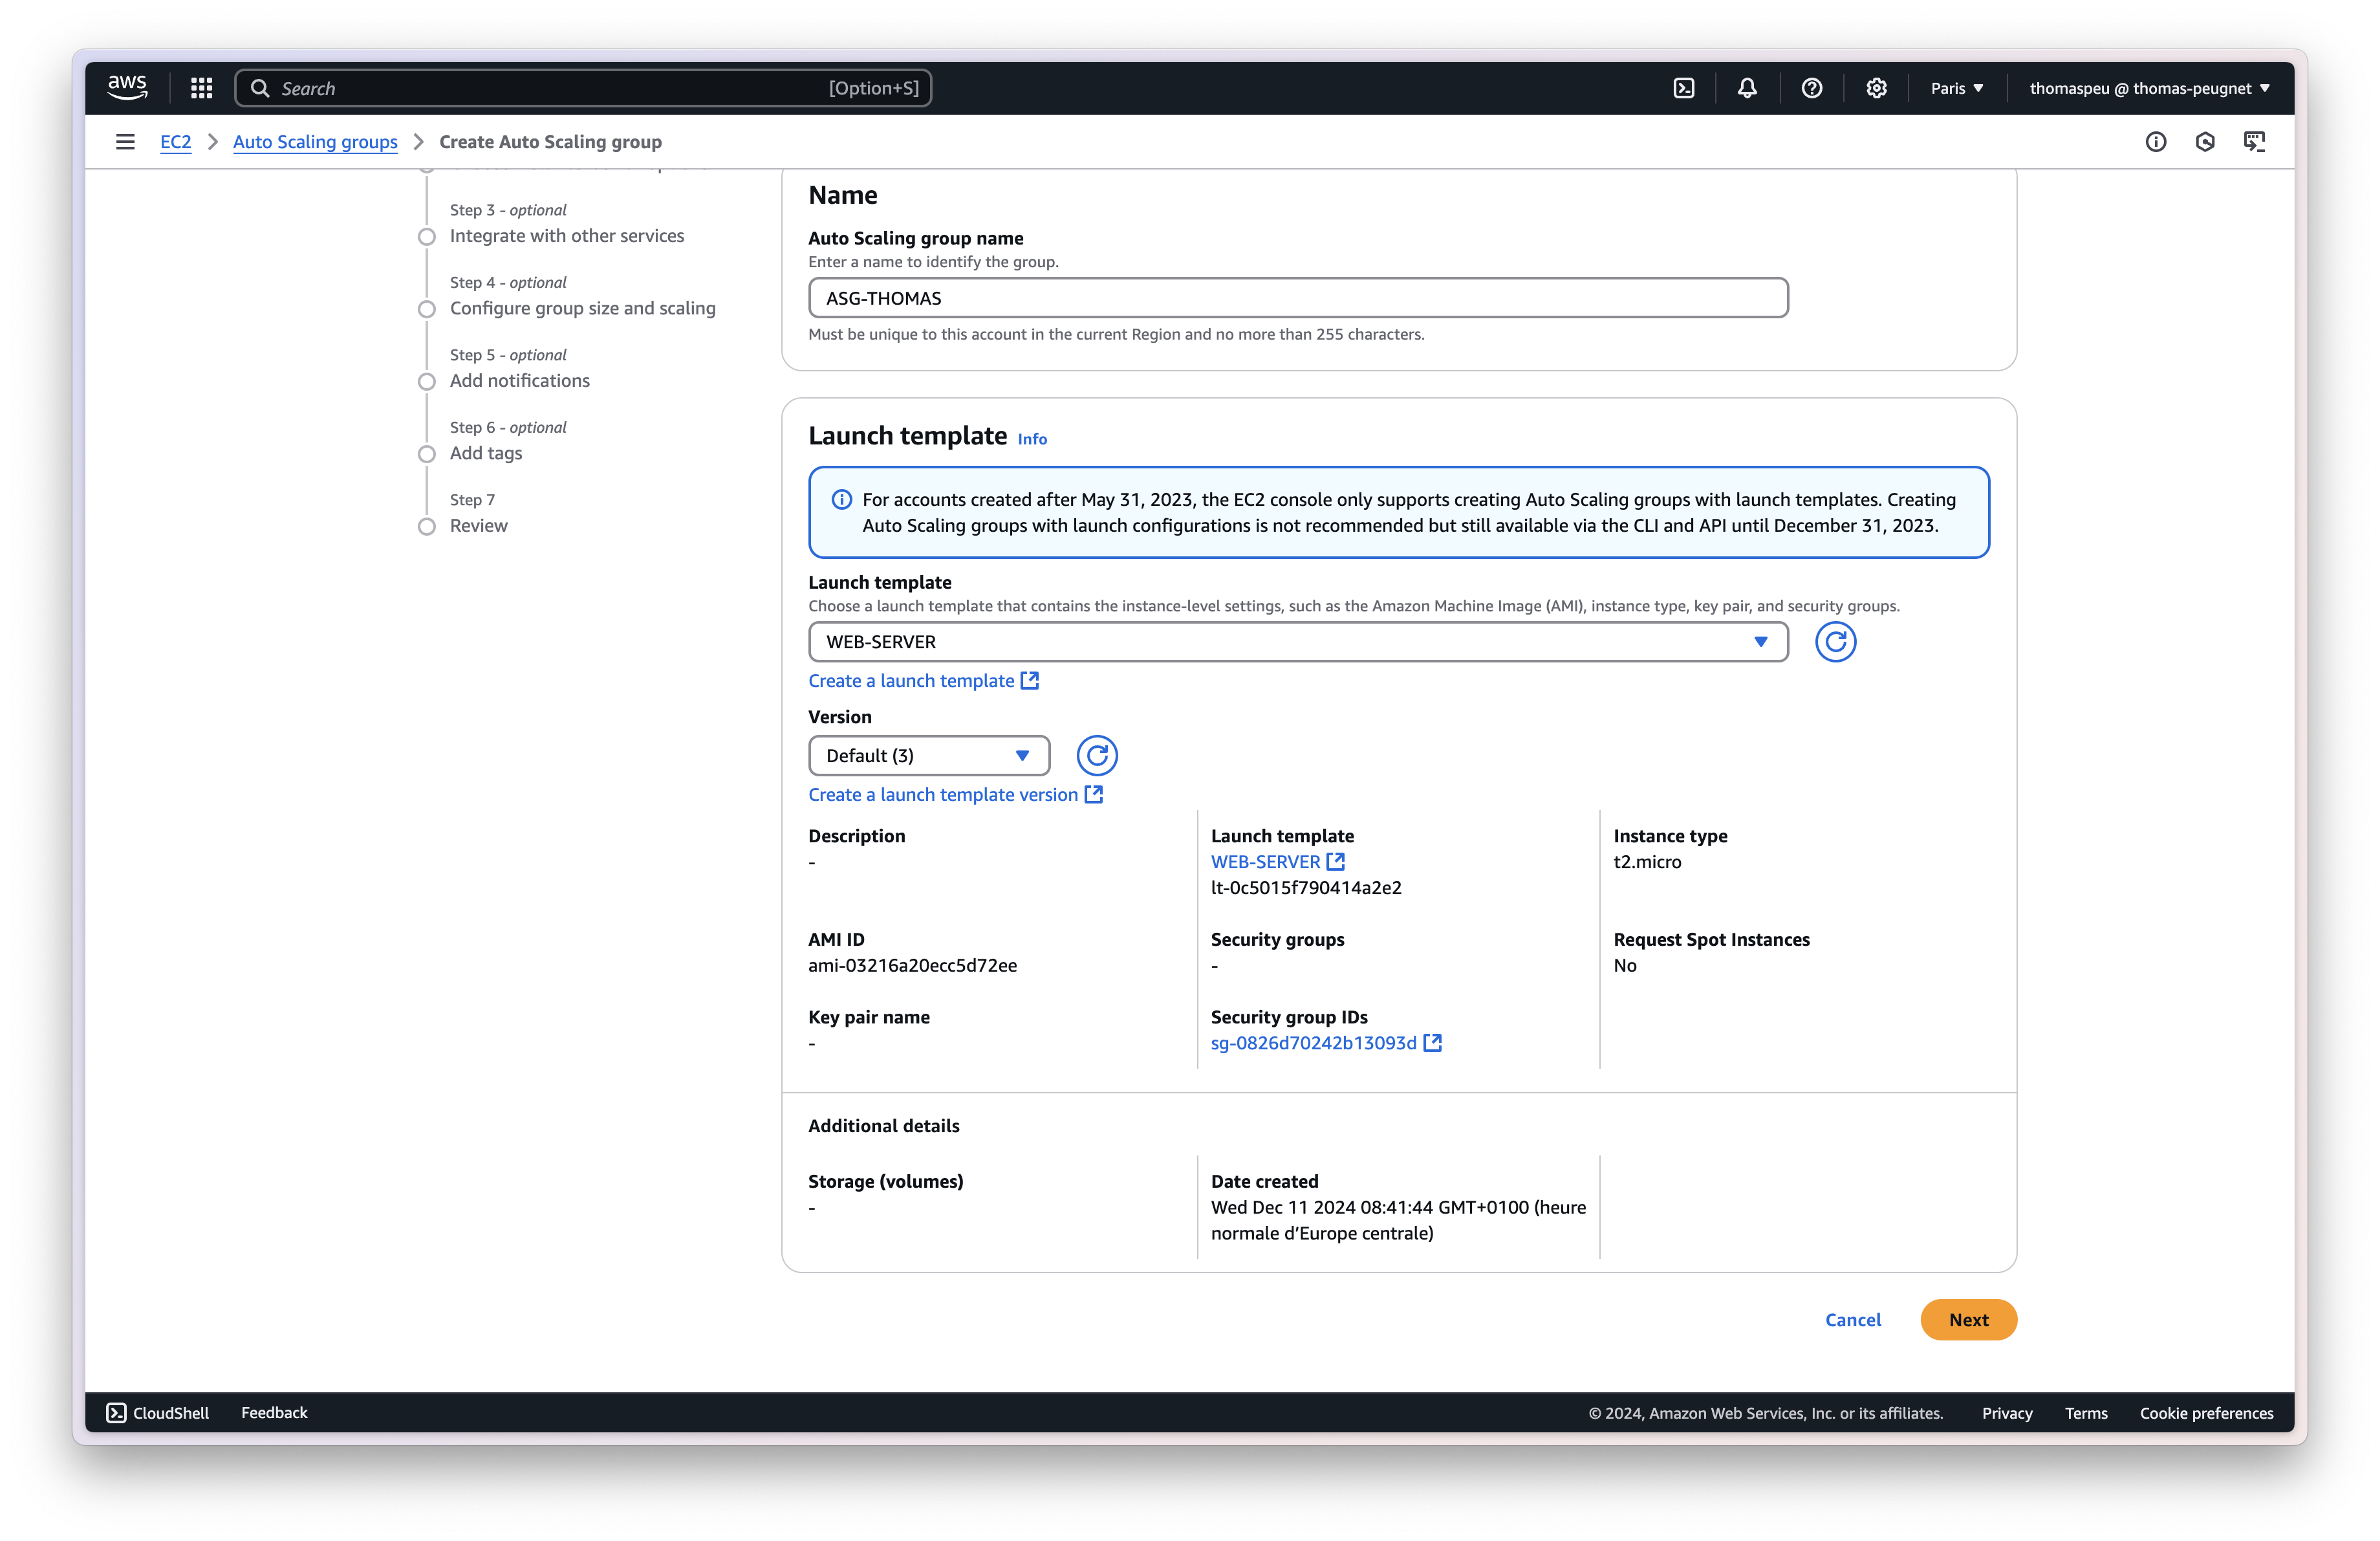 aws
Search
[Option+S]
Paris
thomaspeu @ thomas-peugnet
EC2
Auto Scaling groups
Create Auto Scaling group
Step 3 - optional
Integrate with other services
Step 4 - optional
Configure group size and scaling
Step 5 - optional
Add notifications
Step 6 - optional
Add tags
Step 7
Review
Name
Auto Scaling group name
Enter a name to identify the group.
ASG-THOMAS
Must be unique to this account in the current Region and no more than 255 characters.
Launch template Info
For accounts created after May 31, 2023, the EC2 console only supports creating Auto Scaling groups with launch templates. Creating
Auto Scaling groups with launch configurations is not recommended but still available via the CLI and API until December 31, 2023.
Launch template
Choose a launch template that contains the instance-level settings, such as the Amazon Machine Image (AMI), instance type, key pair, and security groups.
WEB-SERVER
Create a launch template
Version
Default (3)
Create a launch template version
Description
-
Launch template
WEB-SERVER
lt-0c5015f790414a2e2
Instance type
t2.micro
AMI ID
ami-03216a20ecc5d72ee
Security groups
-
Request Spot Instances
No
Key pair name
-
Security group IDs
sg-0826d70242b13093d
Additional details
Storage (volumes)
-
Date created
Wed Dec 11 2024 08:41:44 GMT+0100 (heure
normale d’Europe centrale)
Cancel
Next
CloudShell
Feedback
© 2024, Amazon Web Services, Inc. or its affiliates.
Privacy
Terms
Cookie preferences